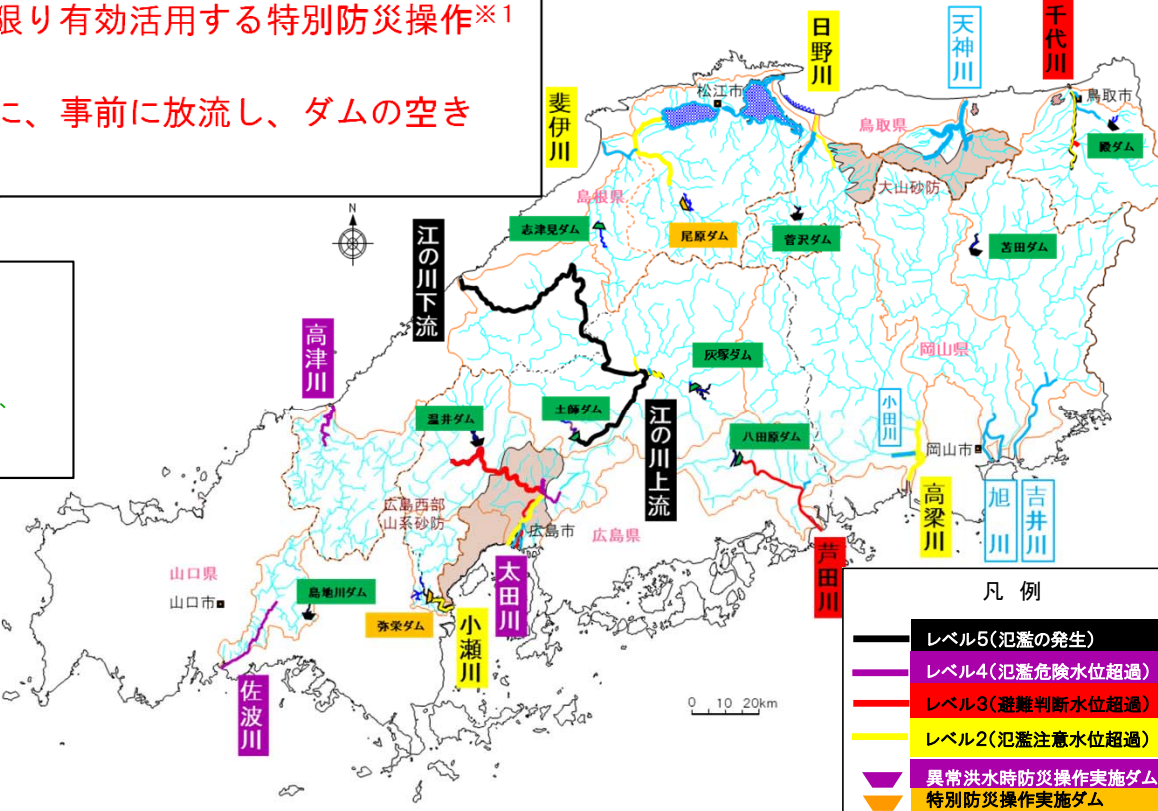 限り有効活用する特別防災操作※1
に、事前に放流し、ダムの空き
、
日野川
天神川
千代川
斐伊川
松江市
鳥取市
鳥取県
殿ダム
大山砂防
島根県
志津見ダム
尾原ダム
菅沢ダム
苫田ダム
N
江の川下流
高津川
灰塚ダム
岡山県
温井ダム
土師ダム
小田川
江の川上流
八田原ダム
岡山市
広島西部
山系砂防
広島市
広島県
高梁川
旭川
吉井川
芦田川
太田川
山口県
山口市
島地川ダム
弥栄ダム
小瀬川
佐波川
0 10 20km
凡 例
レベル5(氾濫の発生)
レベル4(氾濫危険水位超過)
レベル3(避難判断水位超過)
レベル2(氾濫注意水位超過)
異常洪水時防災操作実施ダム
特別防災操作実施ダム